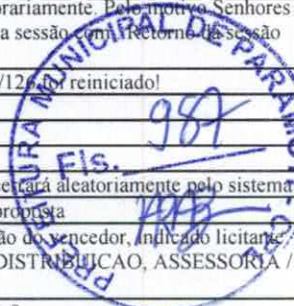 orariamente. Pelo motivo Senhores
a sessão com Retorno da sessão
/126 foi reiniciado!
PREFEITURA MUNICIPAL DE PARAMO
987
Fls.
aleatoriamente pelo sistema
proposta
ão do vencedor, Indicado licitante
DISTRIBUICAO, ASSESSORIA /